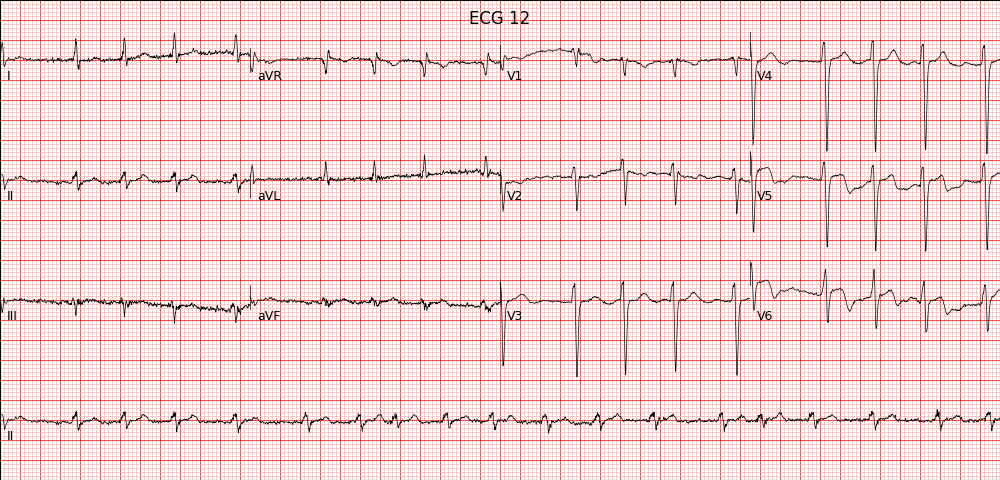 ECG 12
I aVR V1 V4
II aVL V2 V5
III aVF V3 V6
II